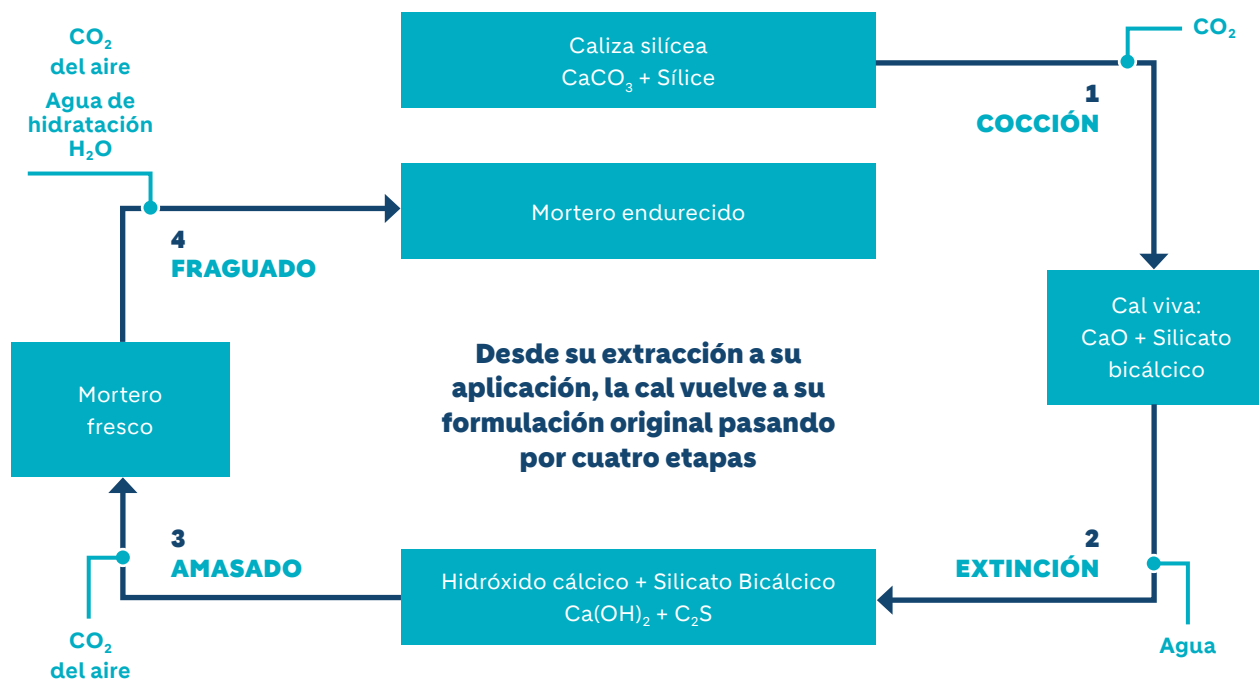 CO₂
del aire
Agua de
hidratación
H₂O
Caliza silícea
CaCO₃ + Sílice
CO₂
1
COCCIÓN
Mortero endurecido
4
FRAGUADO
Cal viva:
CaO + Silicato
bicálcico
Mortero
fresco
Desde su extracción a su
aplicación, la cal vuelve a su
formulación original pasando
por cuatro etapas
3
AMASADO
Hidróxido cálcico + Silicato Bicálcico
Ca(OH)₂ + C₂S
2
EXTINCIÓN
CO₂
del aire
Agua